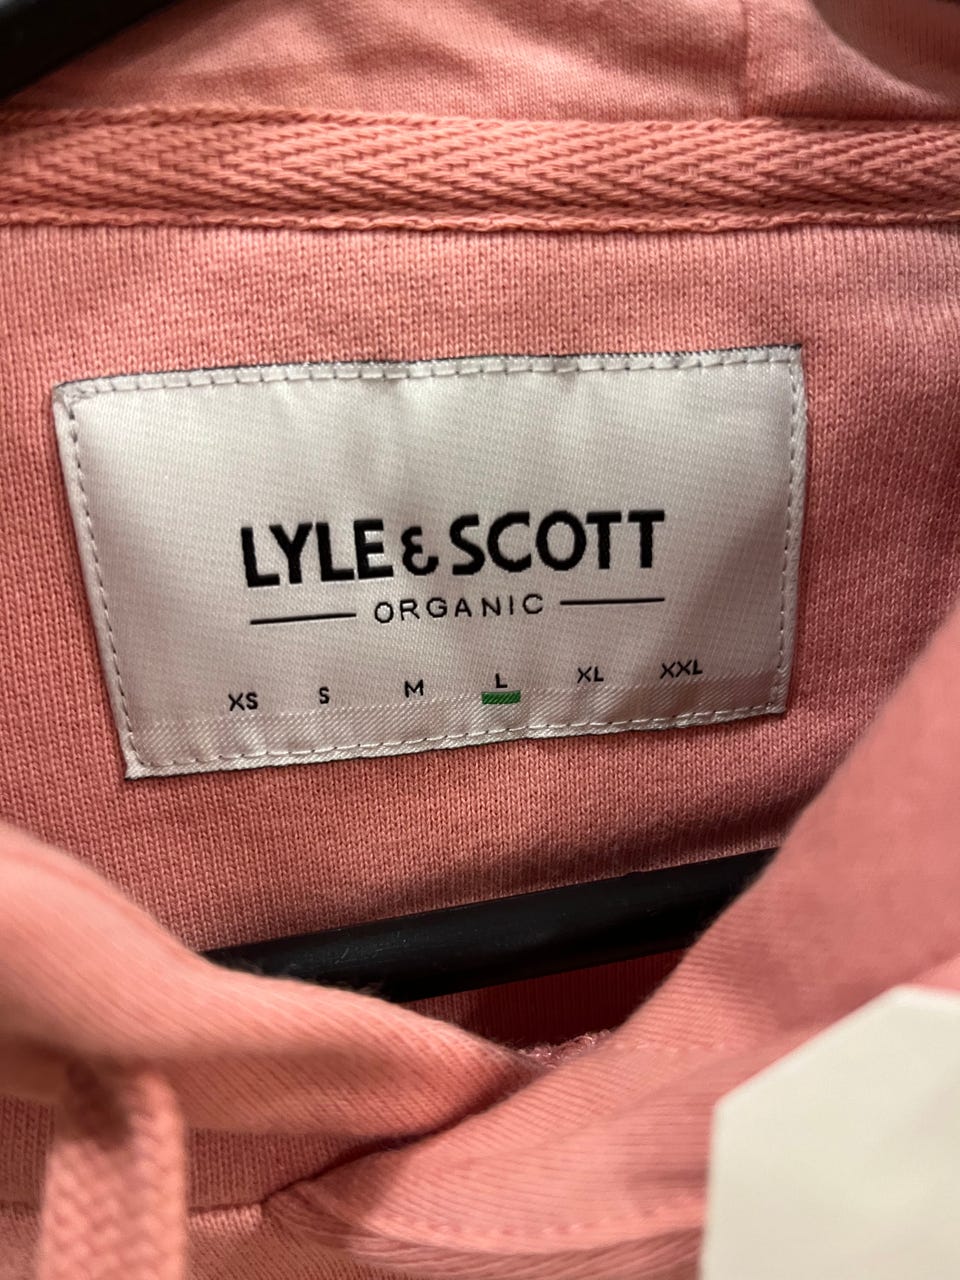 LYLE & SCOTT
ORGANIC
XS S M L XL XXL